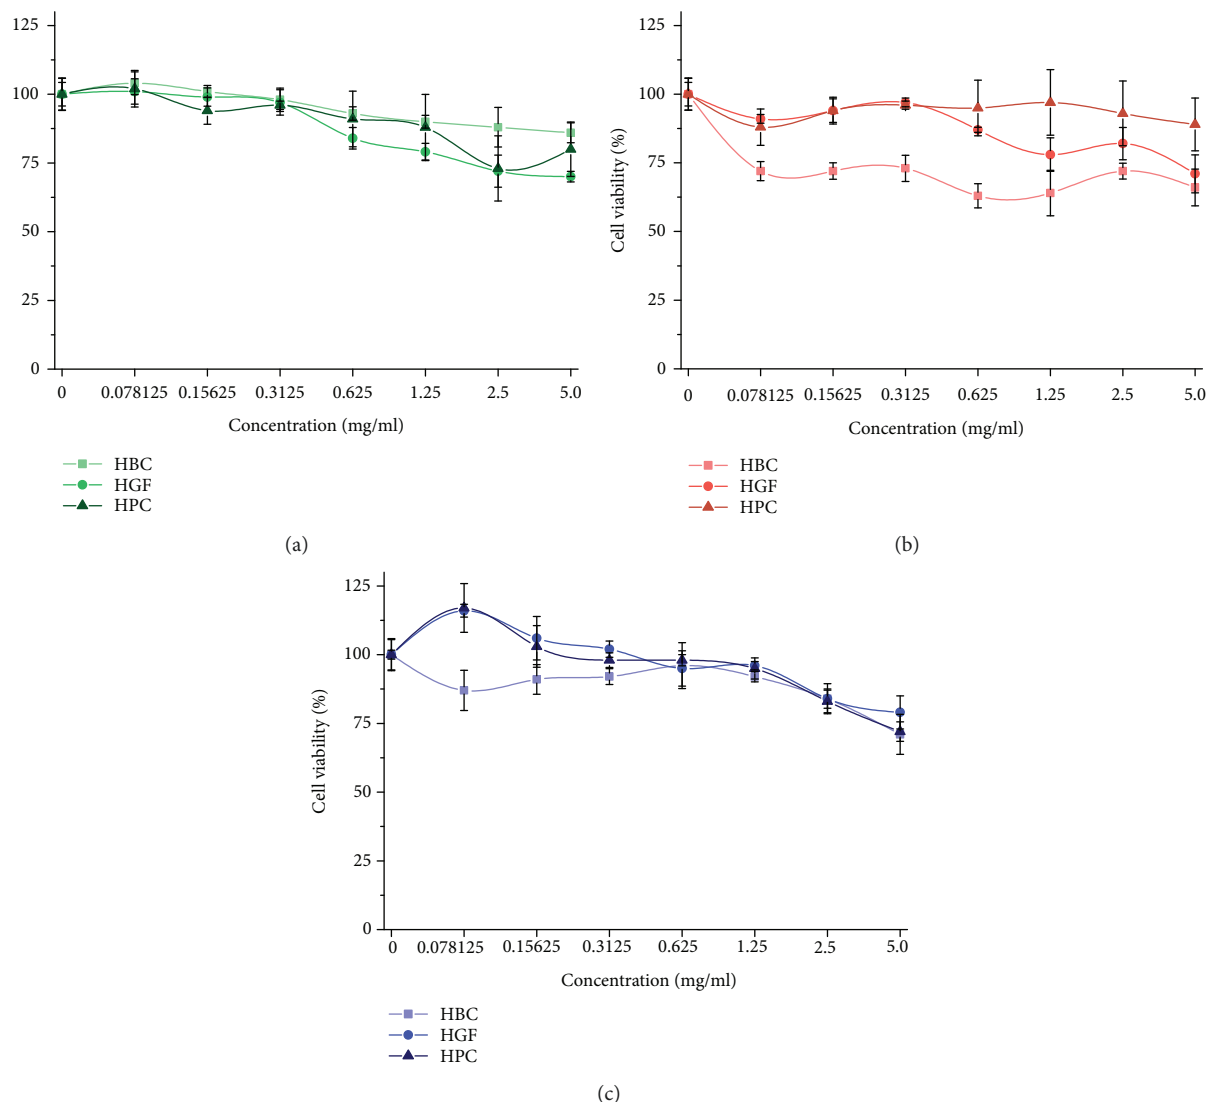 125
100
75
50
25
0
0 0.078125 0.15625 0.3125 0.625 1.25 2.5 5.0
Concentration (mg/ml)
HBC
HGF
HPC
(a)
125
100
75
50
25
0
Cell viability (%)
0 0.078125 0.15625 0.3125 0.625 1.25 2.5 5.0
Concentration (mg/ml)
HBC
HGF
HPC
(b)
125
100
75
50
25
0
Cell viability (%)
0 0.078125 0.15625 0.3125 0.625 1.25 2.5 5.0
Concentration (mg/ml)
HBC
HGF
HPC
(c)